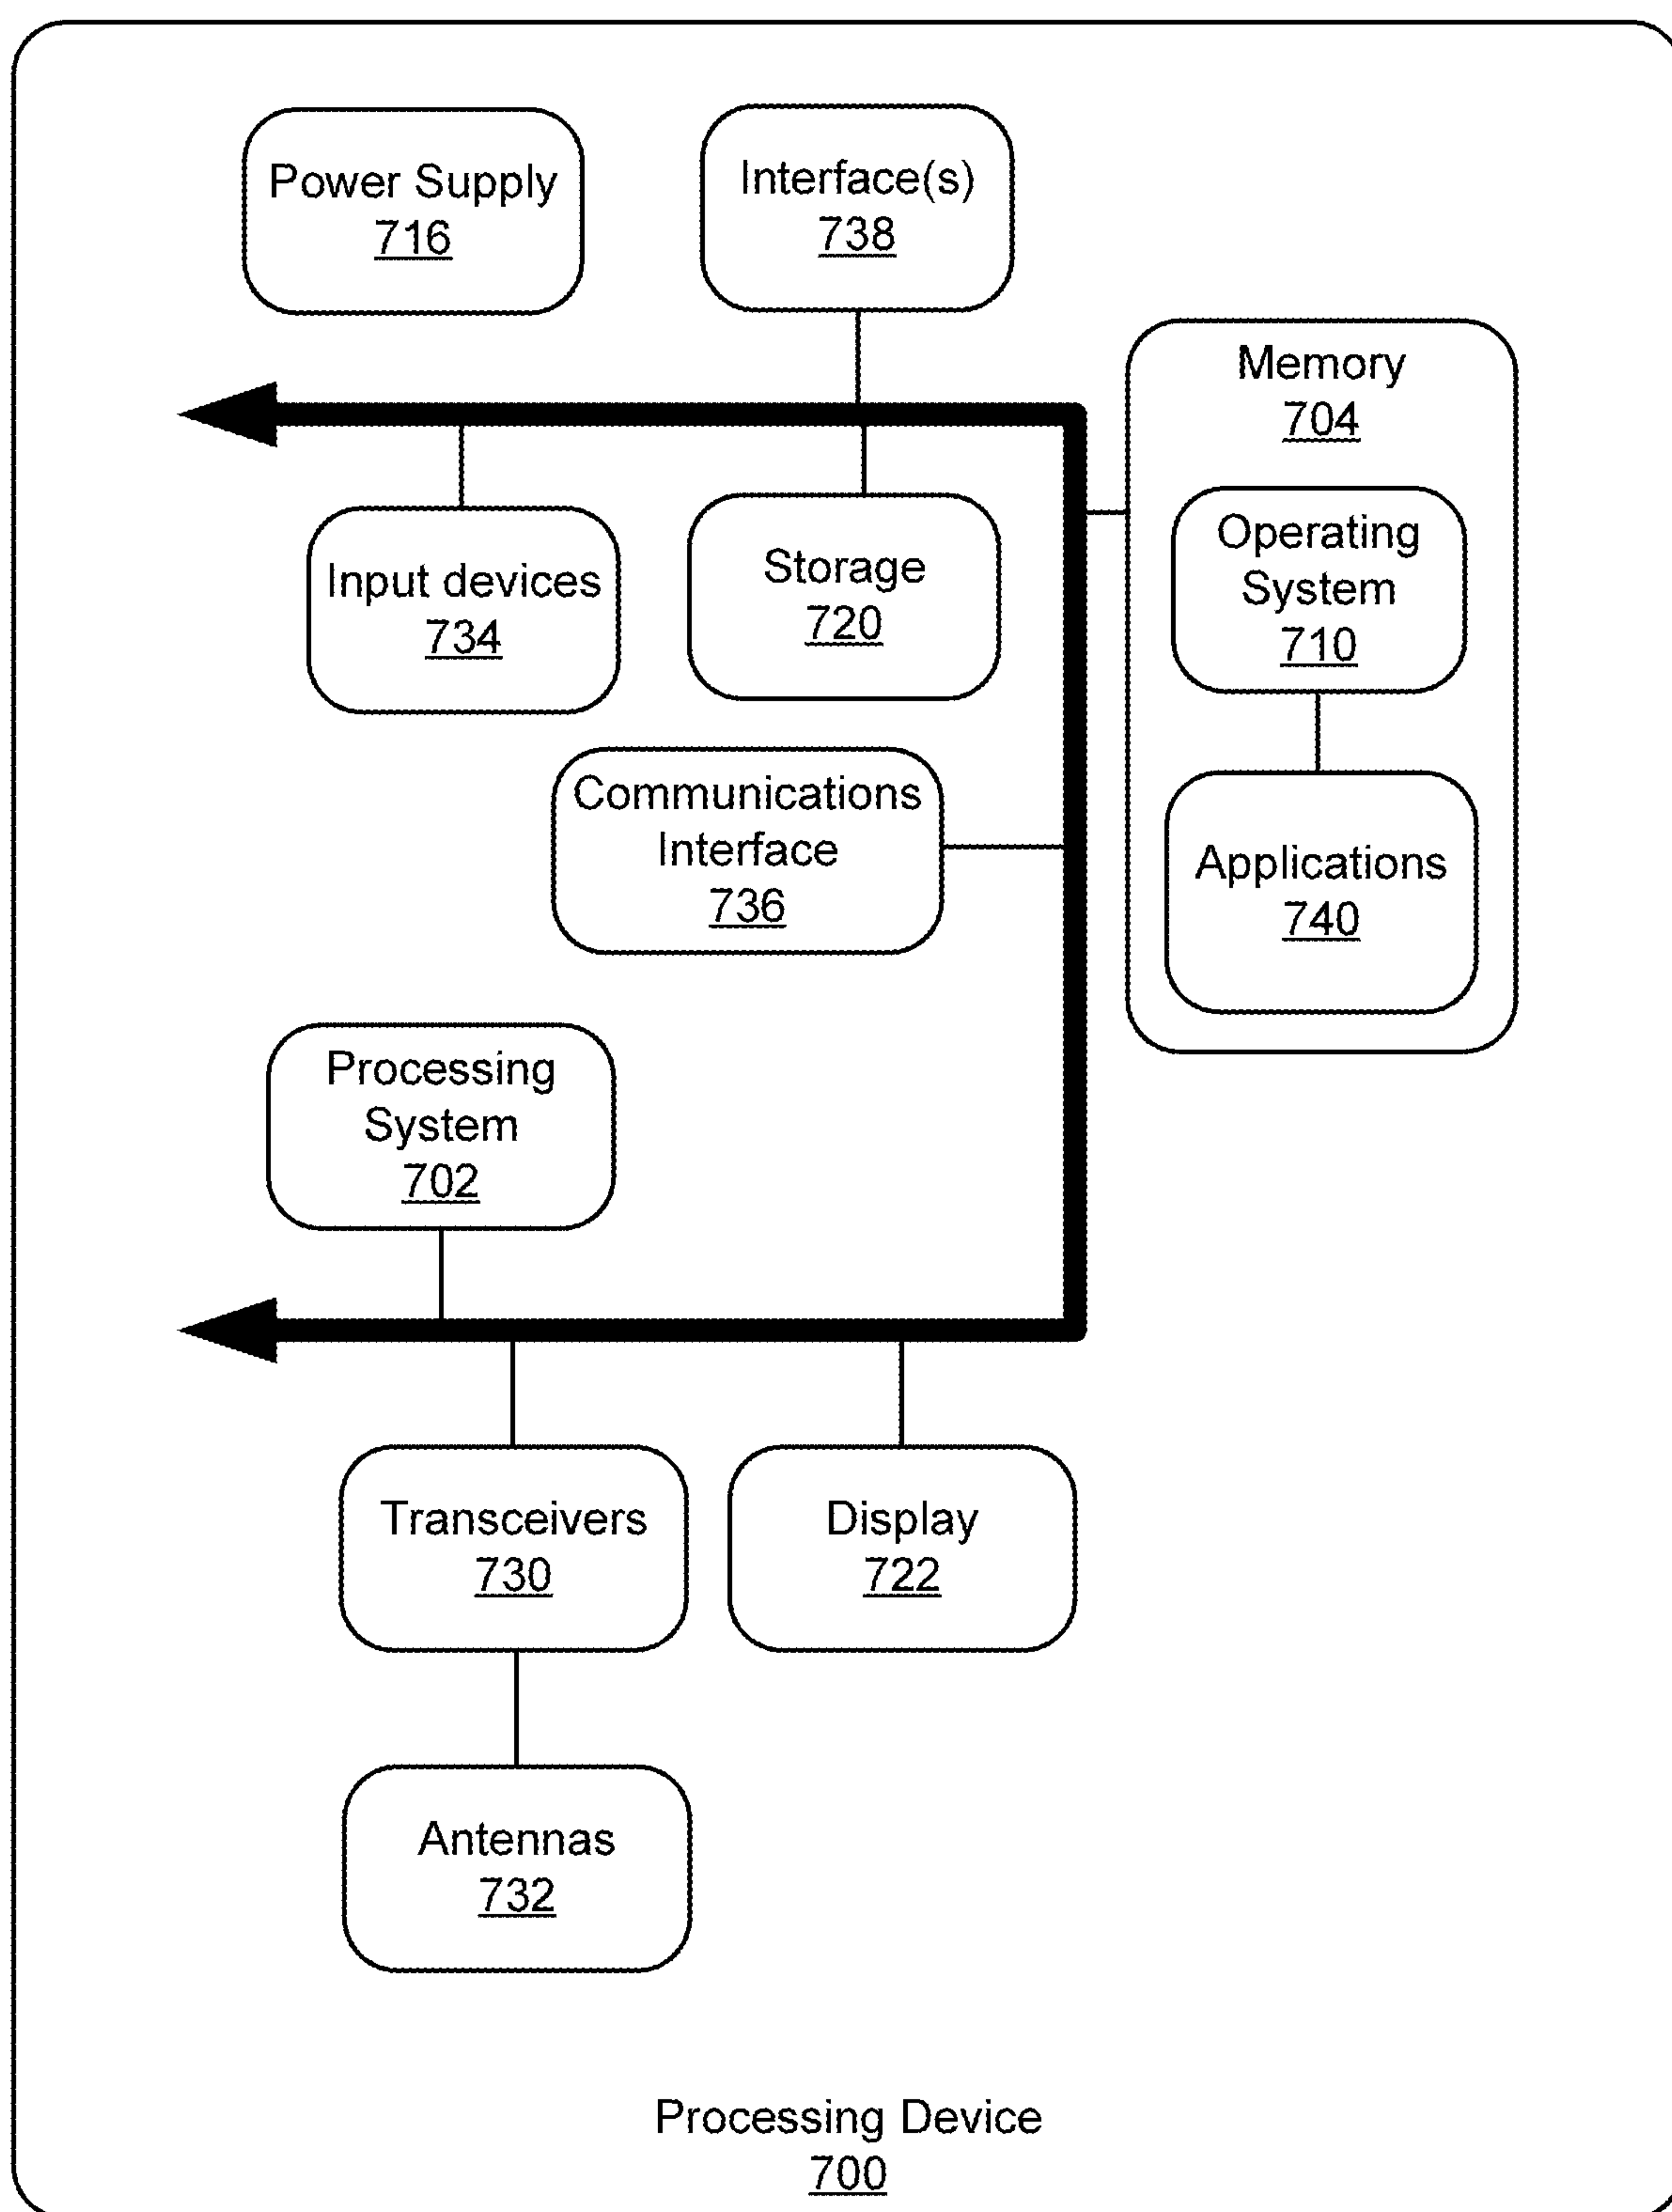 Power Supply
716
Interface(s)
738
Memory
704
Operating
System
710
Input devices
734
Storage
720
Communications
Interface
736
Applications
740
Processing
System
702
Transceivers
730
Display
722
Antennas
732
Processing Device
700